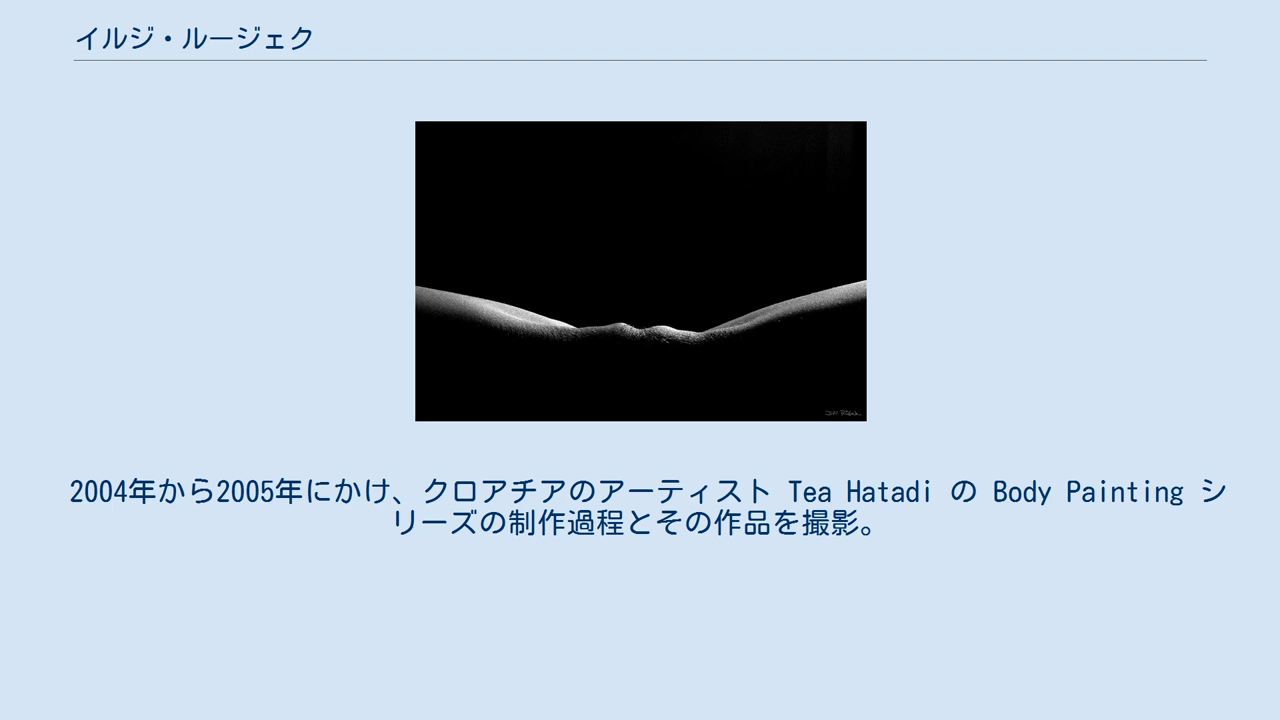 イルジ・ルージェク
2004年から2005年にかけ、クロアチアのアーティスト Tea Hatadi の Body Painting シ
リーズの制作過程とその作品を撮影。